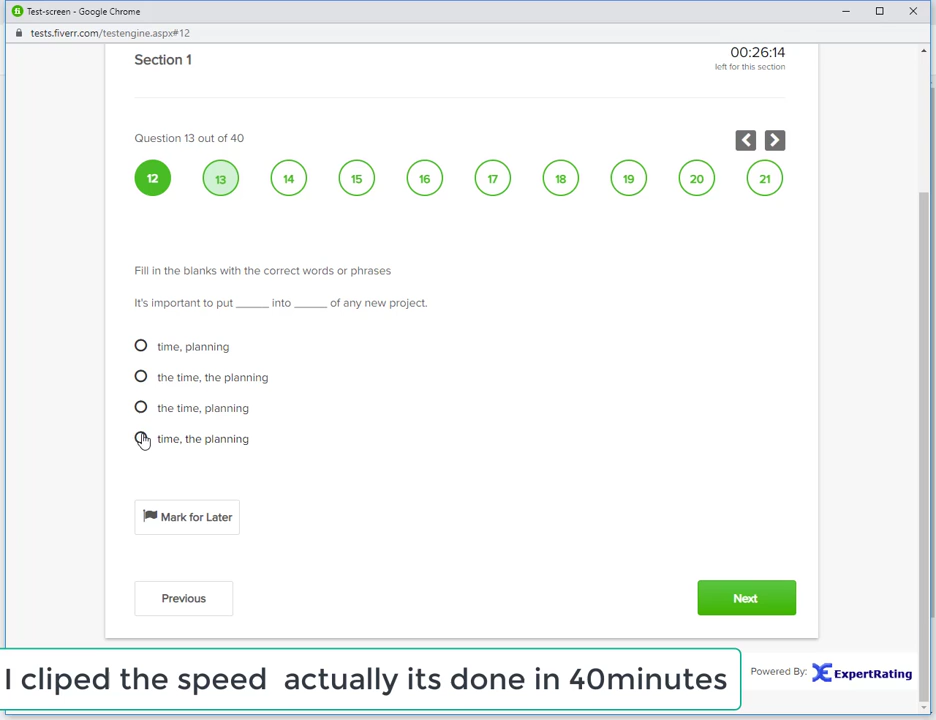 Test-screen - Google Chrome
tests.fiverr.com/testengine.aspx#12
Section 1
00:26:14
left for this section
Question 13 out of 40
12 13 14 15 16 17 18 19 20 21
Fill in the blanks with the correct words or phrases
It's important to put _____ into _____ of any new project.
time, planning
the time, the planning
the time, planning
time, the planning
Mark for Later
Previous
Next
I cliped the speed actually its done in 40minutes
Powered By: ExpertRating